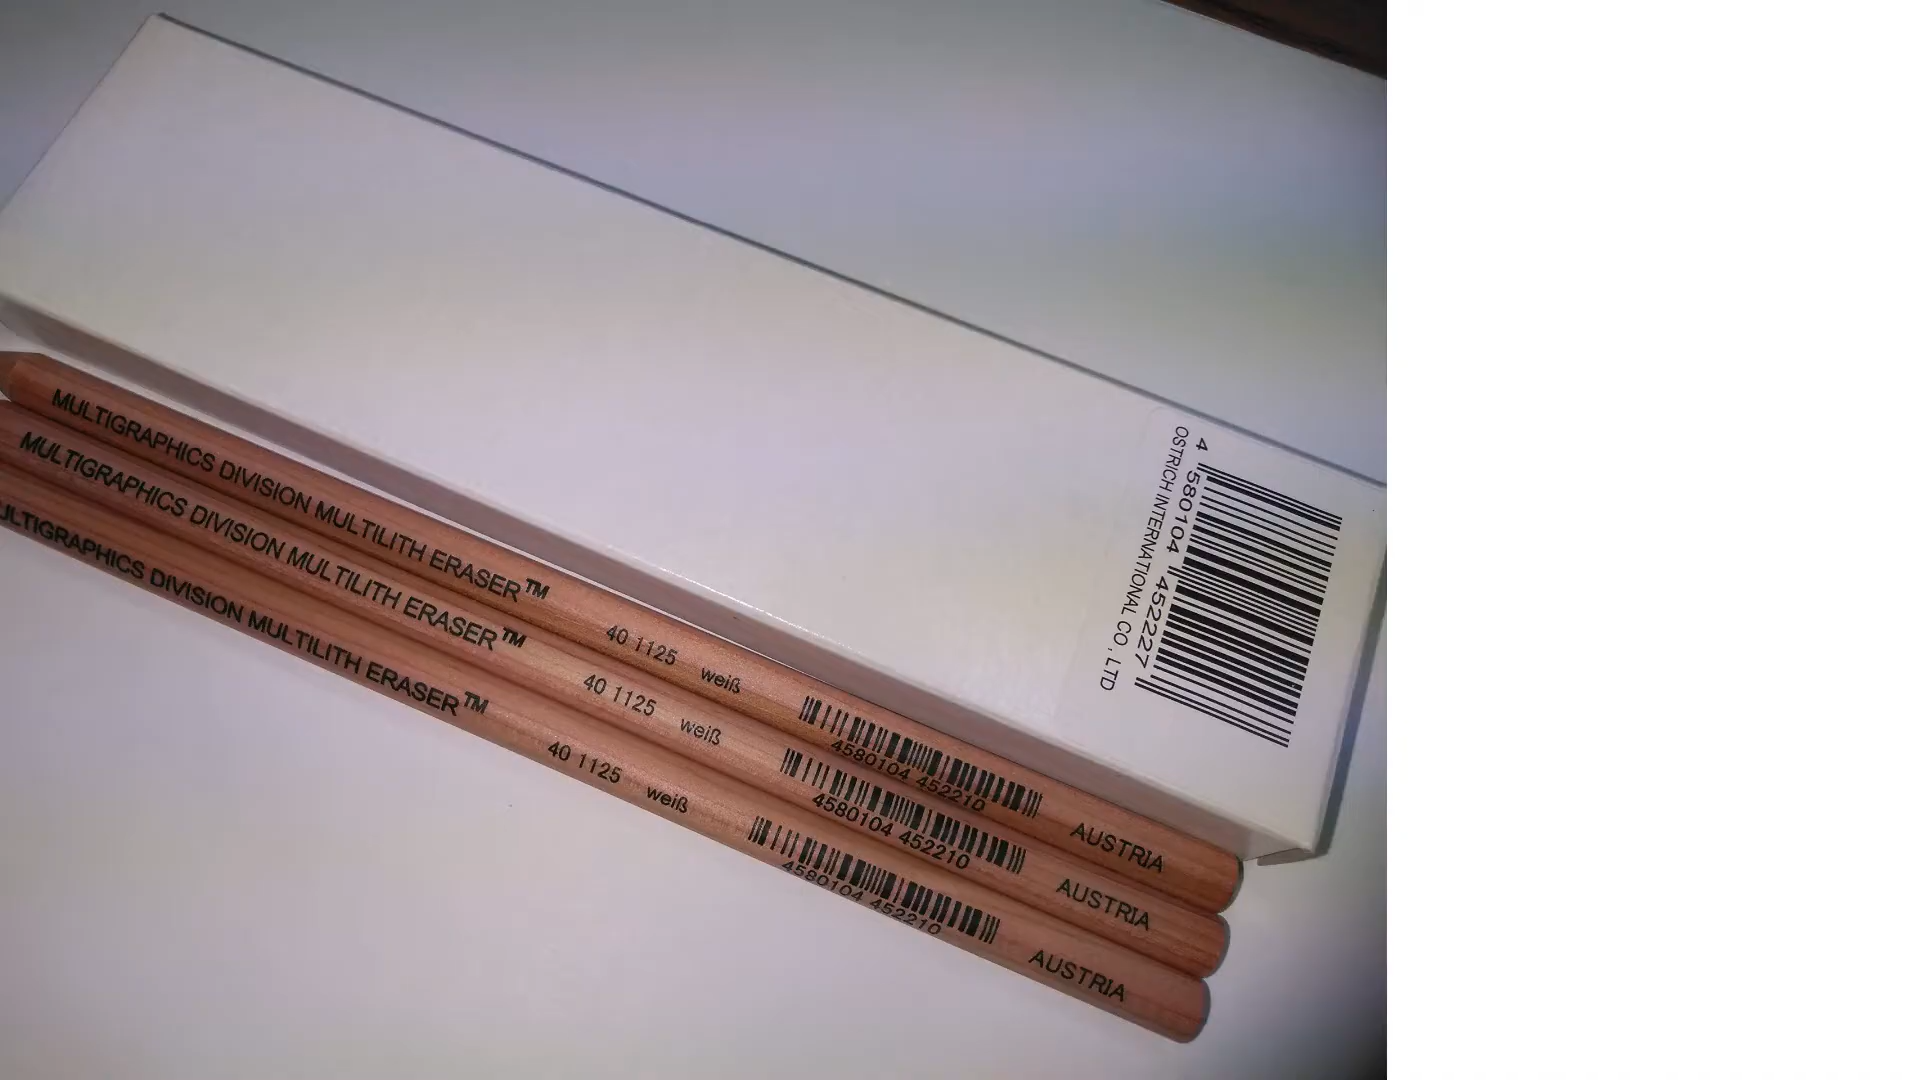 4 580104 452227
OSTRICH INTERNATIONAL CO., LTD
MULTIGRAPHICS DIVISION MULTILITH ERASER™ 40 1125 weiß 4580104 452210 AUSTRIA
MULTIGRAPHICS DIVISION MULTILITH ERASER™ 40 1125 weiß 4580104 452210 AUSTRIA
ULTIGRAPHICS DIVISION MULTILITH ERASER™ 40 1125 weiß 4580104 452210 AUSTRIA